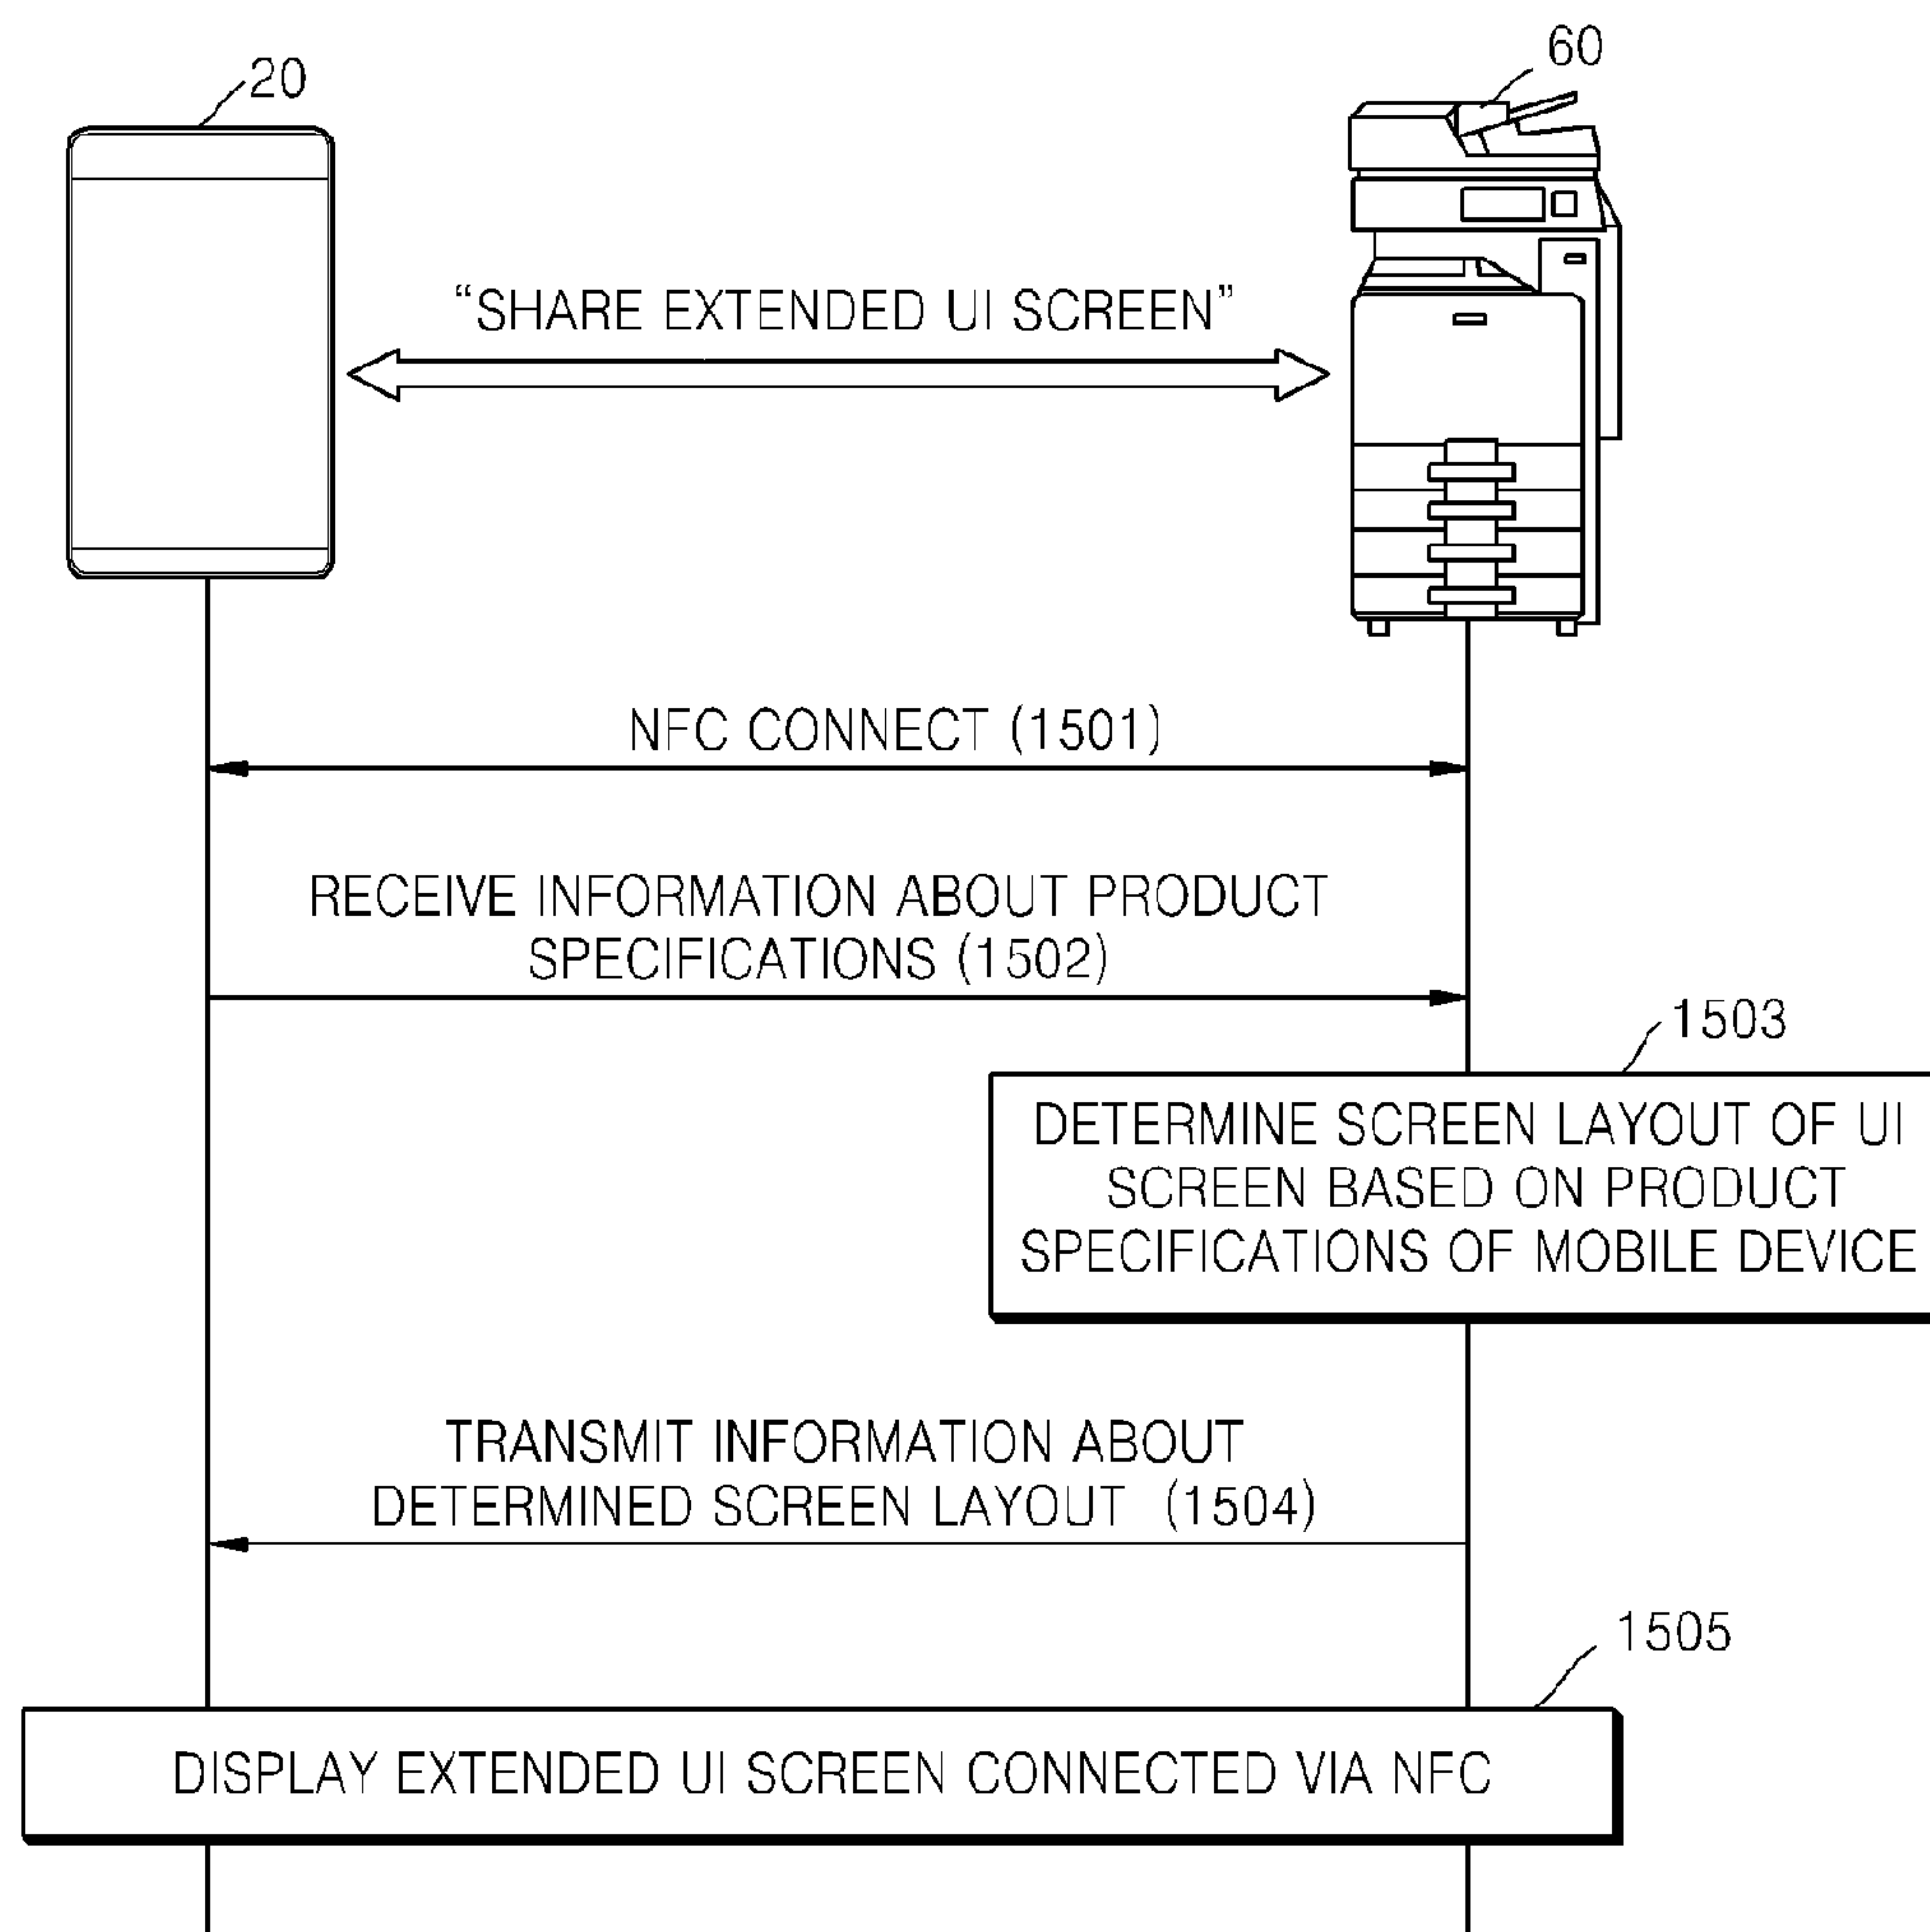 20
60
“SHARE EXTENDED UI SCREEN”
NFC CONNECT (1501)
RECEIVE INFORMATION ABOUT PRODUCT
SPECIFICATIONS (1502)
1503
DETERMINE SCREEN LAYOUT OF UI
SCREEN BASED ON PRODUCT
SPECIFICATIONS OF MOBILE DEVICE
TRANSMIT INFORMATION ABOUT
DETERMINED SCREEN LAYOUT (1504)
1505
DISPLAY EXTENDED UI SCREEN CONNECTED VIA NFC